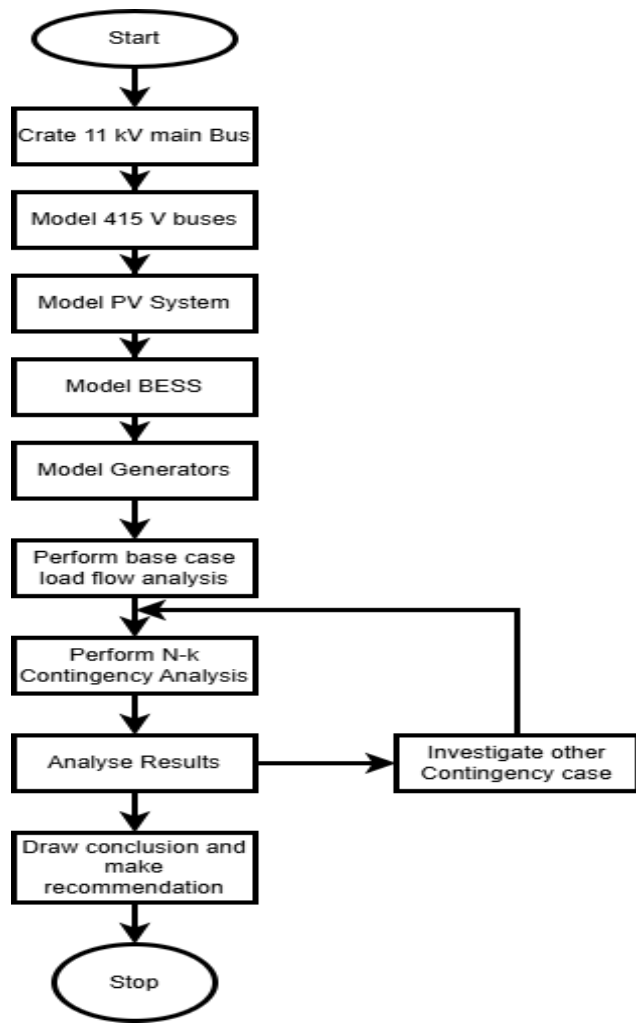 Start
Crate 11 kV main Bus
Model 415 V buses
Model PV System
Model BESS
Model Generators
Perform base case
load flow analysis
Perform N-k
Contingency Analysis
Analyse Results
Investigate other
Contingency case
Draw conclusion and
make
recommendation
Stop